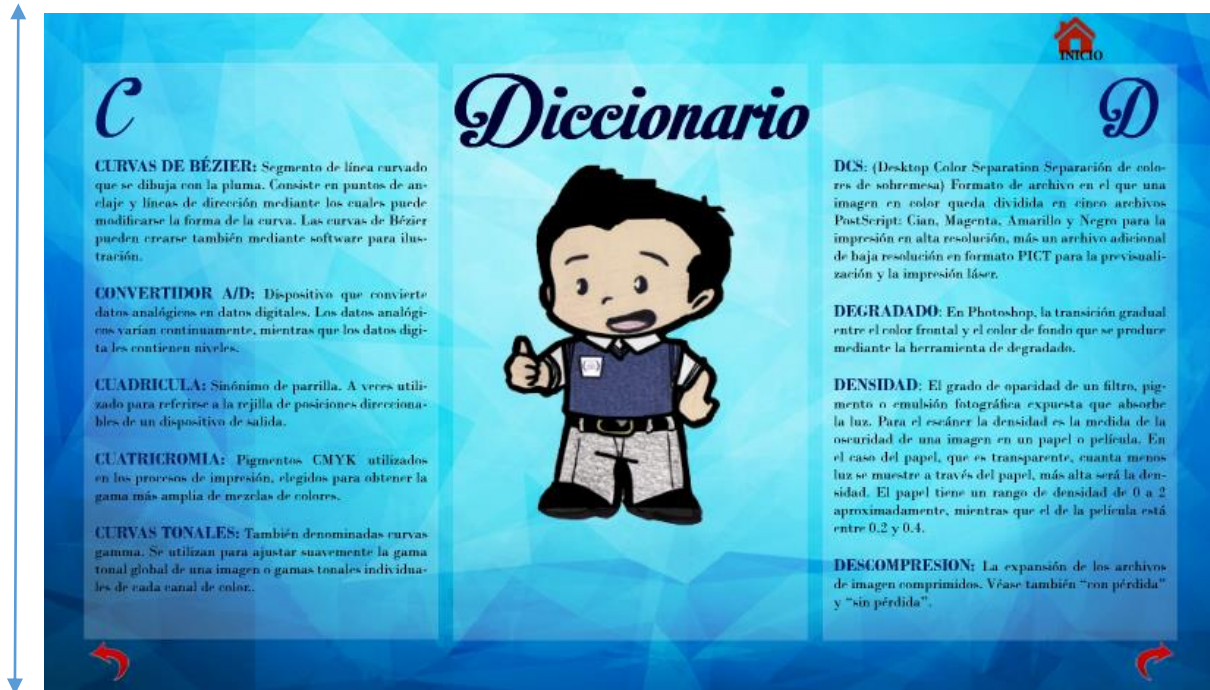 INICIO
C
CURVAS DE BÉZIER: Segmento de línea curvado
que se dibuja con la pluma. Consiste en puntos de an-
claje y líneas de dirección mediante los cuales puede
modificarse la forma de la curva. Las curvas de Bézier
pueden crearse también mediante software para ilus-
tración.
CONVERTIDOR A/D: Dispositivo que convierte
datos analógicos en datos digitales. Los datos analógi-
cos varían continuamente, mientras que los datos digi-
ta les contienen niveles.
CUADRICULA: Sinónimo de parrilla. A veces utili-
zado para referirse a la rejilla de posiciones direcciona-
bles de un dispositivo de salida.
CUATRICROMIA: Pigmentos CMYK utilizados
en los procesos de impresión, elegidos para obtener la
gama más amplia de mezclas de colores.
CURVAS TONALES: También denominadas curvas
gamma. Se utilizan para ajustar suavemente la gama
tonal global de una imagen o gamas tonales individua-
les de cada canal de color..
Diccionario
D
DCS: (Desktop Color Separation Separación de colo-
res de sobremesa) Formato de archivo en el que una
imagen en color queda dividida en cinco archivos
PostScript: Cian, Magenta, Amarillo y Negro para la
impresión en alta resolución, más un archivo adicional
de baja resolución en formato PICT para la previsuali-
zación y la impresión láser.
DEGRADADO: En Photoshop, la transición gradual
entre el color frontal y el color de fondo que se produce
mediante la herramienta de degradado.
DENSIDAD: El grado de opacidad de un filtro, pig-
mento o emulsión fotográfica expuesta que absorbe
la luz. Para el escáner la densidad es la medida de la
oscuridad de una imagen en un papel o película. En
el caso del papel, que es transparente, cuanta menos
luz se muestre a través del papel, más alta será la den-
sidad. El papel tiene un rango de densidad de 0 a 2
aproximadamente, mientras que el de la película está
entre 0.2 y 0.4.
DESCOMPRESION: La expansión de los archivos
de imagen comprimidos. Véase también “con pérdida”
y “sin pérdida”.